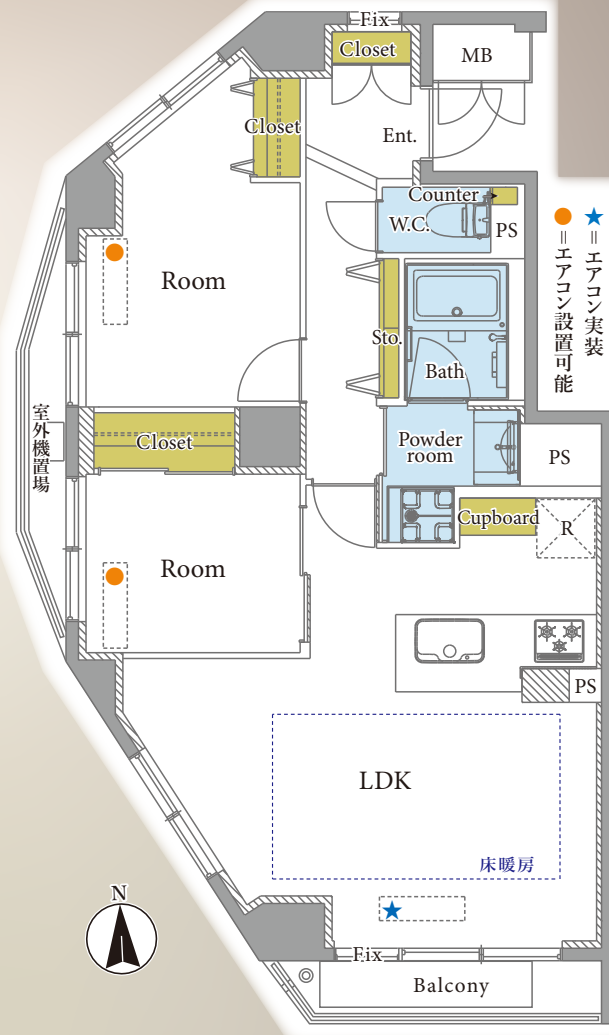 Fix
Closet
MB
Closet
Ent.
Counter
W.C.
PS
★=エアコン実装
●=エアコン設置可能
Room
Sto.
Bath
室外機置場
Closet
Powder
room
PS
Cupboard
R
Room
PS
LDK
床暖房
★
N
Fix
Balcony